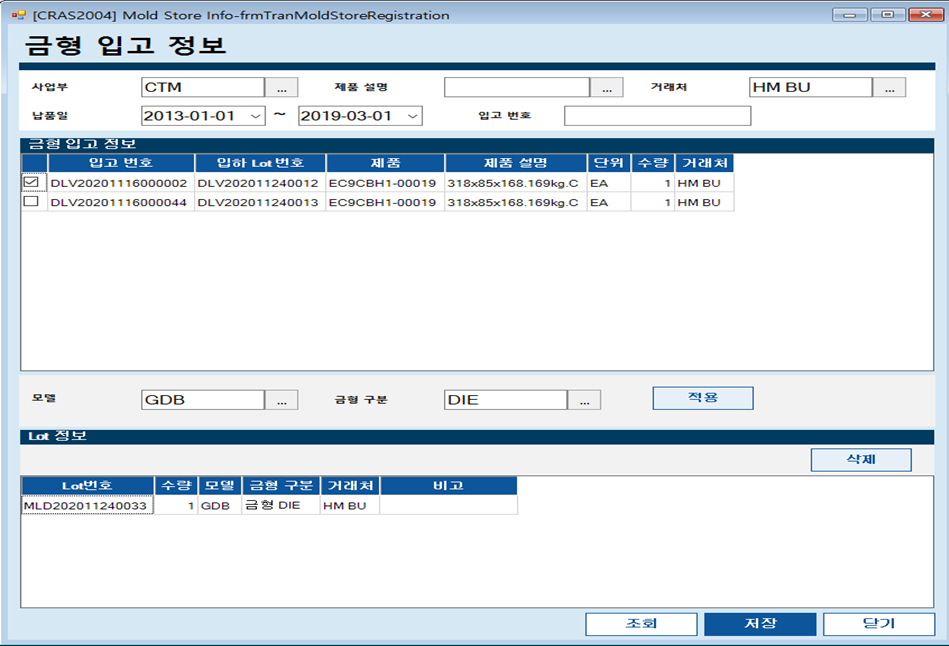 [CRAS2004] Mold Store Info-frmTranMoldStoreRegistration
금형 입고 정보
사업부 CTM ... 제품 설명 ... 거래처 HM BU ...
납품일 2013-01-01 ~ 2019-03-01 입고 번호
금형 입고 정보
입고 번호 입하 Lot 번호 제품 제품 설명 단위 수량 거래처
DLV20201116000002 DLV202011240012 EC9CBH1-00019 318x85x168.169kg.C EA 1 HM BU
DLV20201116000044 DLV202011240013 EC9CBH1-00019 318x85x168.169kg.C EA 1 HM BU
모델 GDB ... 금형 구분 DIE ... 적용
Lot 정보
삭제
Lot번호 수량 모델 금형 구분 거래처 비고
MLD202011240033 1 GDB 금형 DIE HM BU
조회 저장 닫기